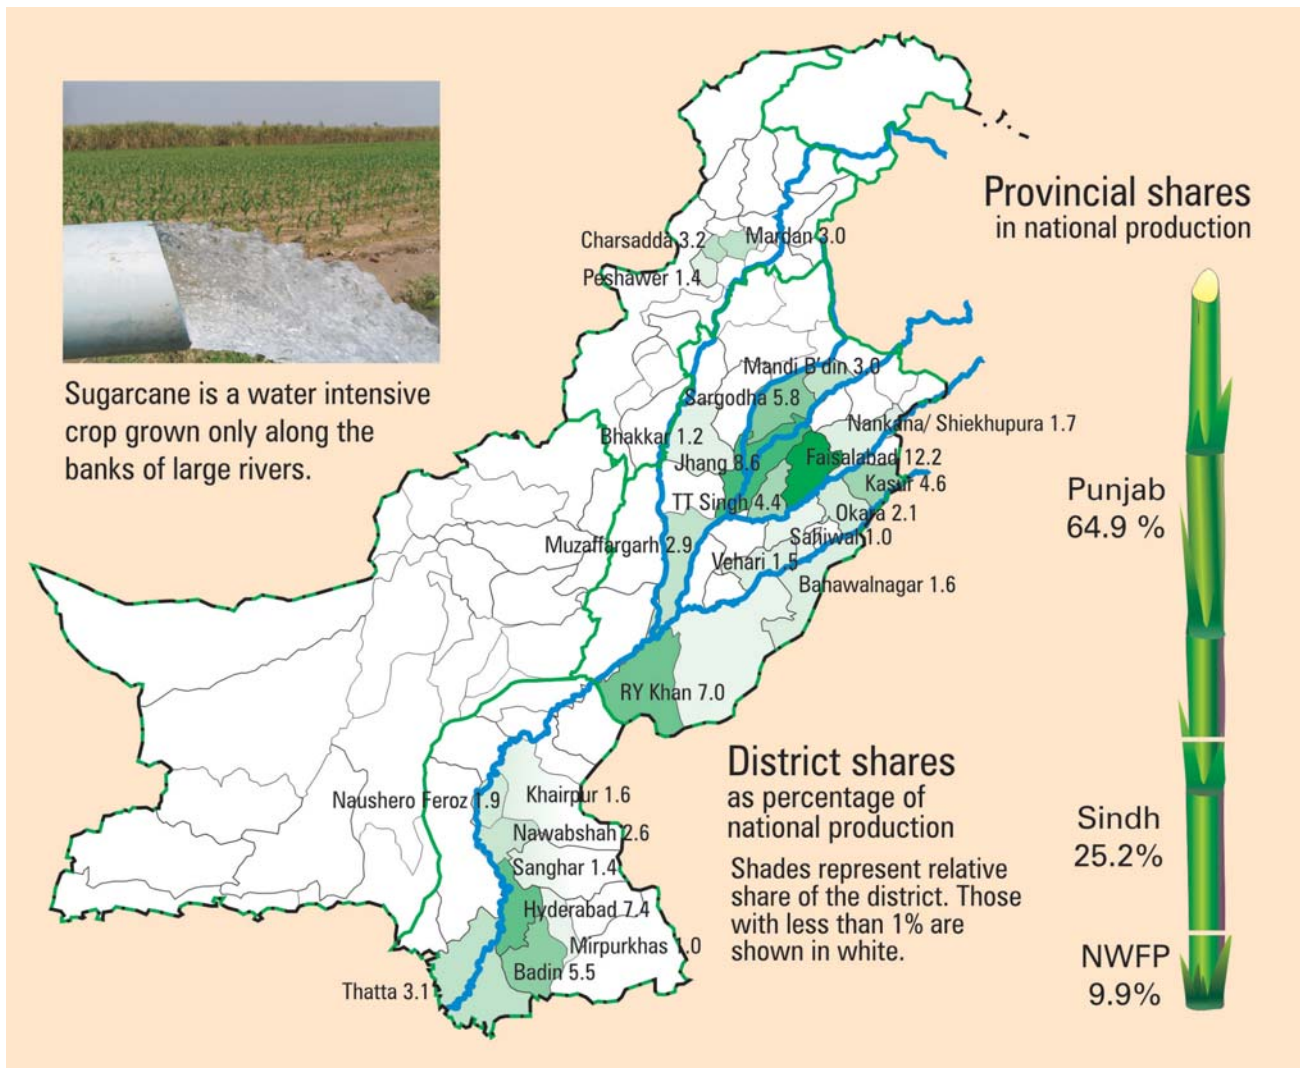 Sugarcane is a water intensive
crop grown only along the
banks of large rivers.
Provincial shares
in national production
Charsadda 3.2
Mardan 3.0
Peshawer 1.4
Mandi B'din 3.0
Sargodha 5.8
Nankana/ Shiekhupura 1.7
Bhakkar 1.2
Jhang 8.6
Faisalabad 12.2
Kasur 4.6
TT Singh 4.4
Okara 2.1
Sahiwal 1.0
Muzaffargarh 2.9
Vehari 1.5
Bahawalnagar 1.6
RY Khan 7.0
Punjab
64.9 %
District shares
as percentage of
national production
Shades represent relative
share of the district. Those
with less than 1% are
shown in white.
Naushero Feroz 1.9
Khairpur 1.6
Nawabshah 2.6
Sanghar 1.4
Hyderabad 7.4
Mirpurkhas 1.0
Badin 5.5
Thatta 3.1
Sindh
25.2%
NWFP
9.9%